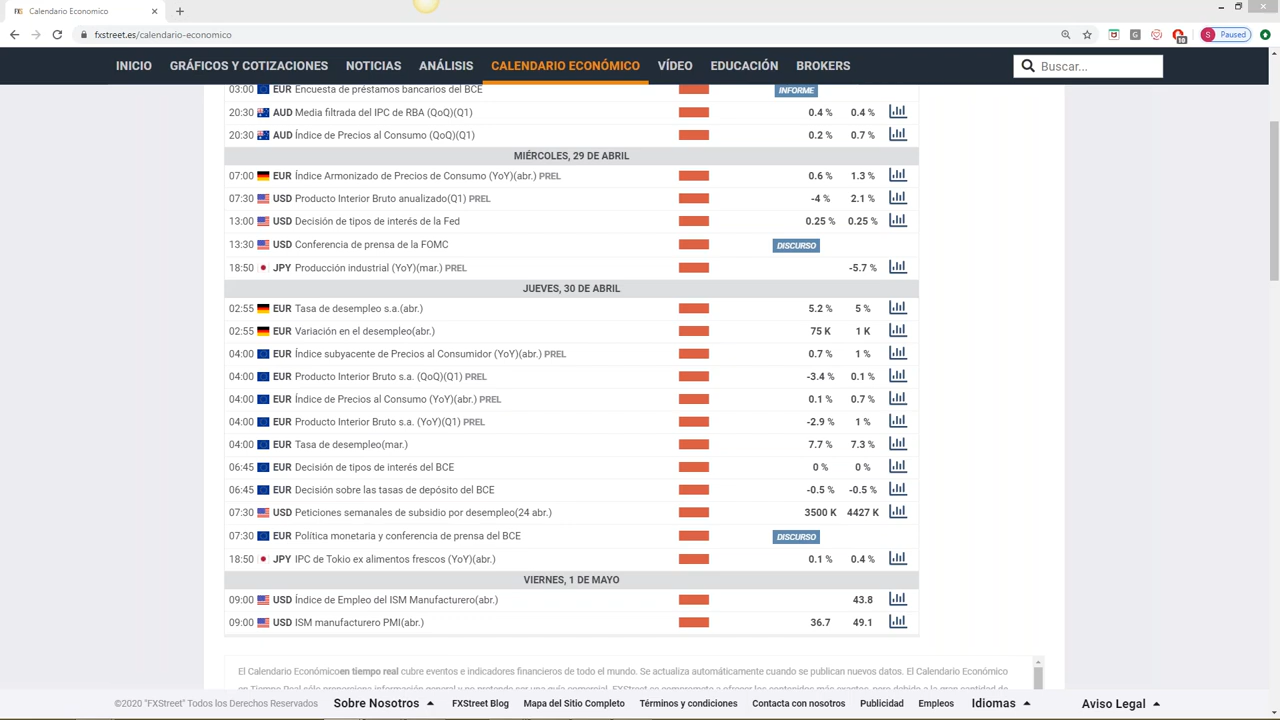 FXS Calendario Economico
fxstreet.es/calendario-economico
10
S Paused
INICIO GRÁFICOS Y COTIZACIONES NOTICIAS ANÁLISIS CALENDARIO ECONÓMICO VÍDEO EDUCACIÓN BROKERS Buscar...
03:00 EUR Encuesta de préstamos bancarios del BCE INFORME
20:30 AUD Media filtrada del IPC de RBA (QoQ)(Q1) 0.4 % 0.4 %
20:30 AUD Índice de Precios al Consumo (QoQ)(Q1) 0.2 % 0.7 %
MIÉRCOLES, 29 DE ABRIL
07:00 EUR Índice Armonizado de Precios de Consumo (YoY)(abr.) PREL 0.6 % 1.3 %
07:30 USD Producto Interior Bruto anualizado(Q1) PREL -4 % 2.1 %
13:00 USD Decisión de tipos de interés de la Fed 0.25 % 0.25 %
13:30 USD Conferencia de prensa de la FOMC DISCURSO
18:50 JPY Producción industrial (YoY)(mar.) PREL -5.7 %
JUEVES, 30 DE ABRIL
02:55 EUR Tasa de desempleo s.a.(abr.) 5.2 % 5 %
02:55 EUR Variación en el desempleo(abr.) 75 K 1 K
04:00 EUR Índice subyacente de Precios al Consumidor (YoY)(abr.) PREL 0.7 % 1 %
04:00 EUR Producto Interior Bruto s.a. (QoQ)(Q1) PREL -3.4 % 0.1 %
04:00 EUR Índice de Precios al Consumo (YoY)(abr.) PREL 0.1 % 0.7 %
04:00 EUR Producto Interior Bruto s.a. (YoY)(Q1) PREL -2.9 % 1 %
04:00 EUR Tasa de desempleo(mar.) 7.7 % 7.3 %
06:45 EUR Decisión de tipos de interés del BCE 0 % 0 %
06:45 EUR Decisión sobre las tasas de depósito del BCE -0.5 % -0.5 %
07:30 USD Peticiones semanales de subsidio por desempleo(24 abr.) 3500 K 4427 K
07:30 EUR Política monetaria y conferencia de prensa del BCE DISCURSO
18:50 JPY IPC de Tokio ex alimentos frescos (YoY)(abr.) 0.1 % 0.4 %
VIERNES, 1 DE MAYO
09:00 USD Índice de Empleo del ISM Manufacturero(abr.) 43.8
09:00 USD ISM manufacturero PMI(abr.) 36.7 49.1
El Calendario Económicoen tiempo real cubre eventos e indicadores financieros de todo el mundo. Se actualiza automáticamente cuando se publican nuevos datos. El Calendario Económico
©2020 "FXStreet" Todos los Derechos Reservados Sobre Nosotros FXStreet Blog Mapa del Sitio Completo Términos y condiciones Contacta con nosotros Publicidad Empleos Idiomas Aviso Legal